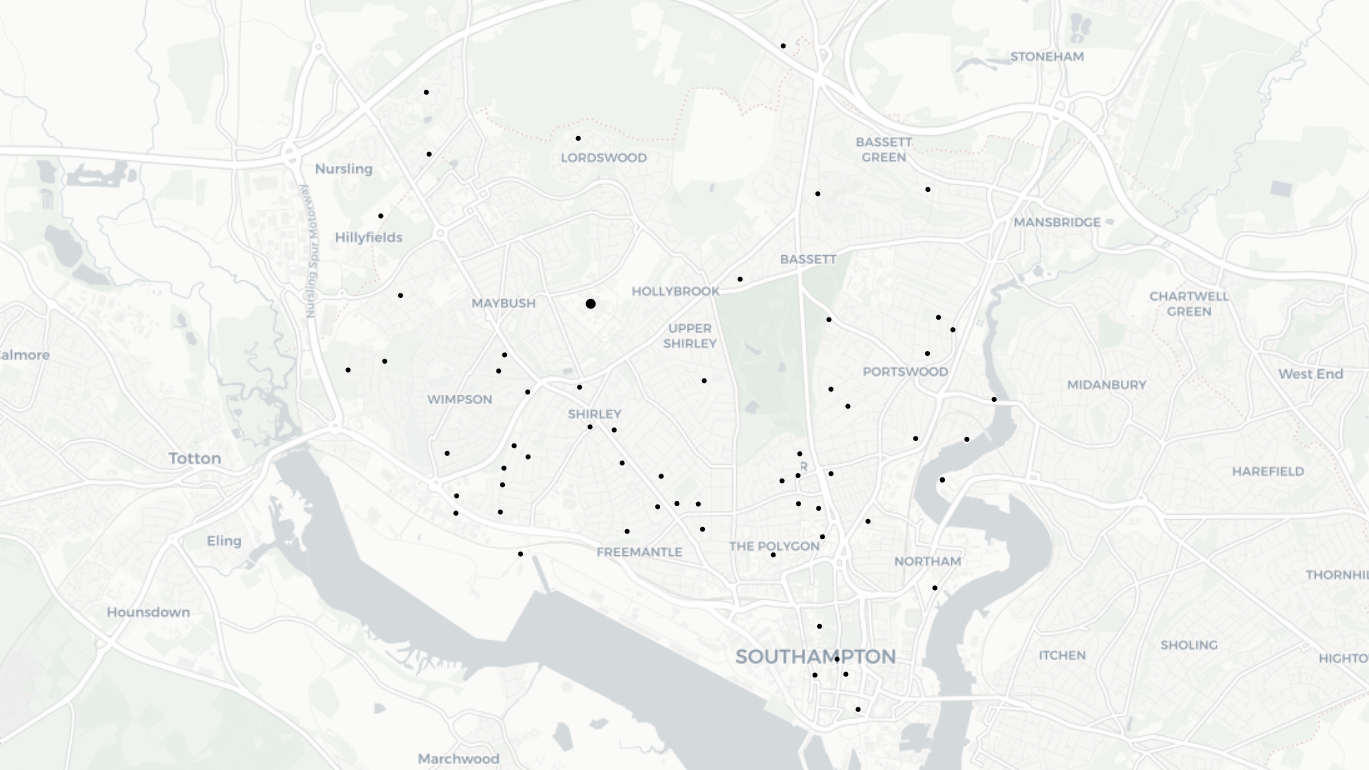 STONEHAM
BASSETT
GREEN
LORDSWOOD
Nursling
MANSBRIDGE
Hillyfields
Nursling Spur Motorway
BASSETT
HOLLYBROOK
MAYBUSH
CHARTWELL
GREEN
UPPER
SHIRLEY
almore
PORTSWOOD
West End
MIDANBURY
WIMPSON
SHIRLEY
Totton
R
HAREFIELD
Eling
FREEMANTLE
THE POLYGON
NORTHAM
THORNHIL
Hounsdown
SHOLING
SOUTHAMPTON
ITCHEN
HIGHTO
Marchwood